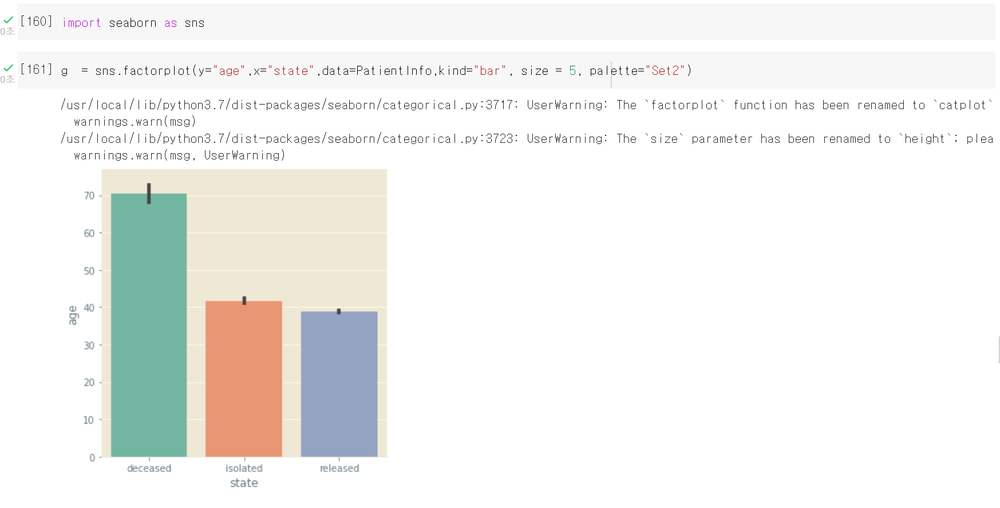 [160] import seaborn as sns
0초
[161] g  = sns.factorplot(y="age",x="state",data=PatientInfo,kind="bar", size = 5, palette="Set2")
0초
/usr/local/lib/python3.7/dist-packages/seaborn/categorical.py:3717: UserWarning: The `factorplot` function has been renamed to `catplot`
  warnings.warn(msg)
/usr/local/lib/python3.7/dist-packages/seaborn/categorical.py:3723: UserWarning: The `size` parameter has been renamed to `height`; plea
  warnings.warn(msg, UserWarning)
70
60
50
40
30
20
10
0
age
deceased isolated released
state